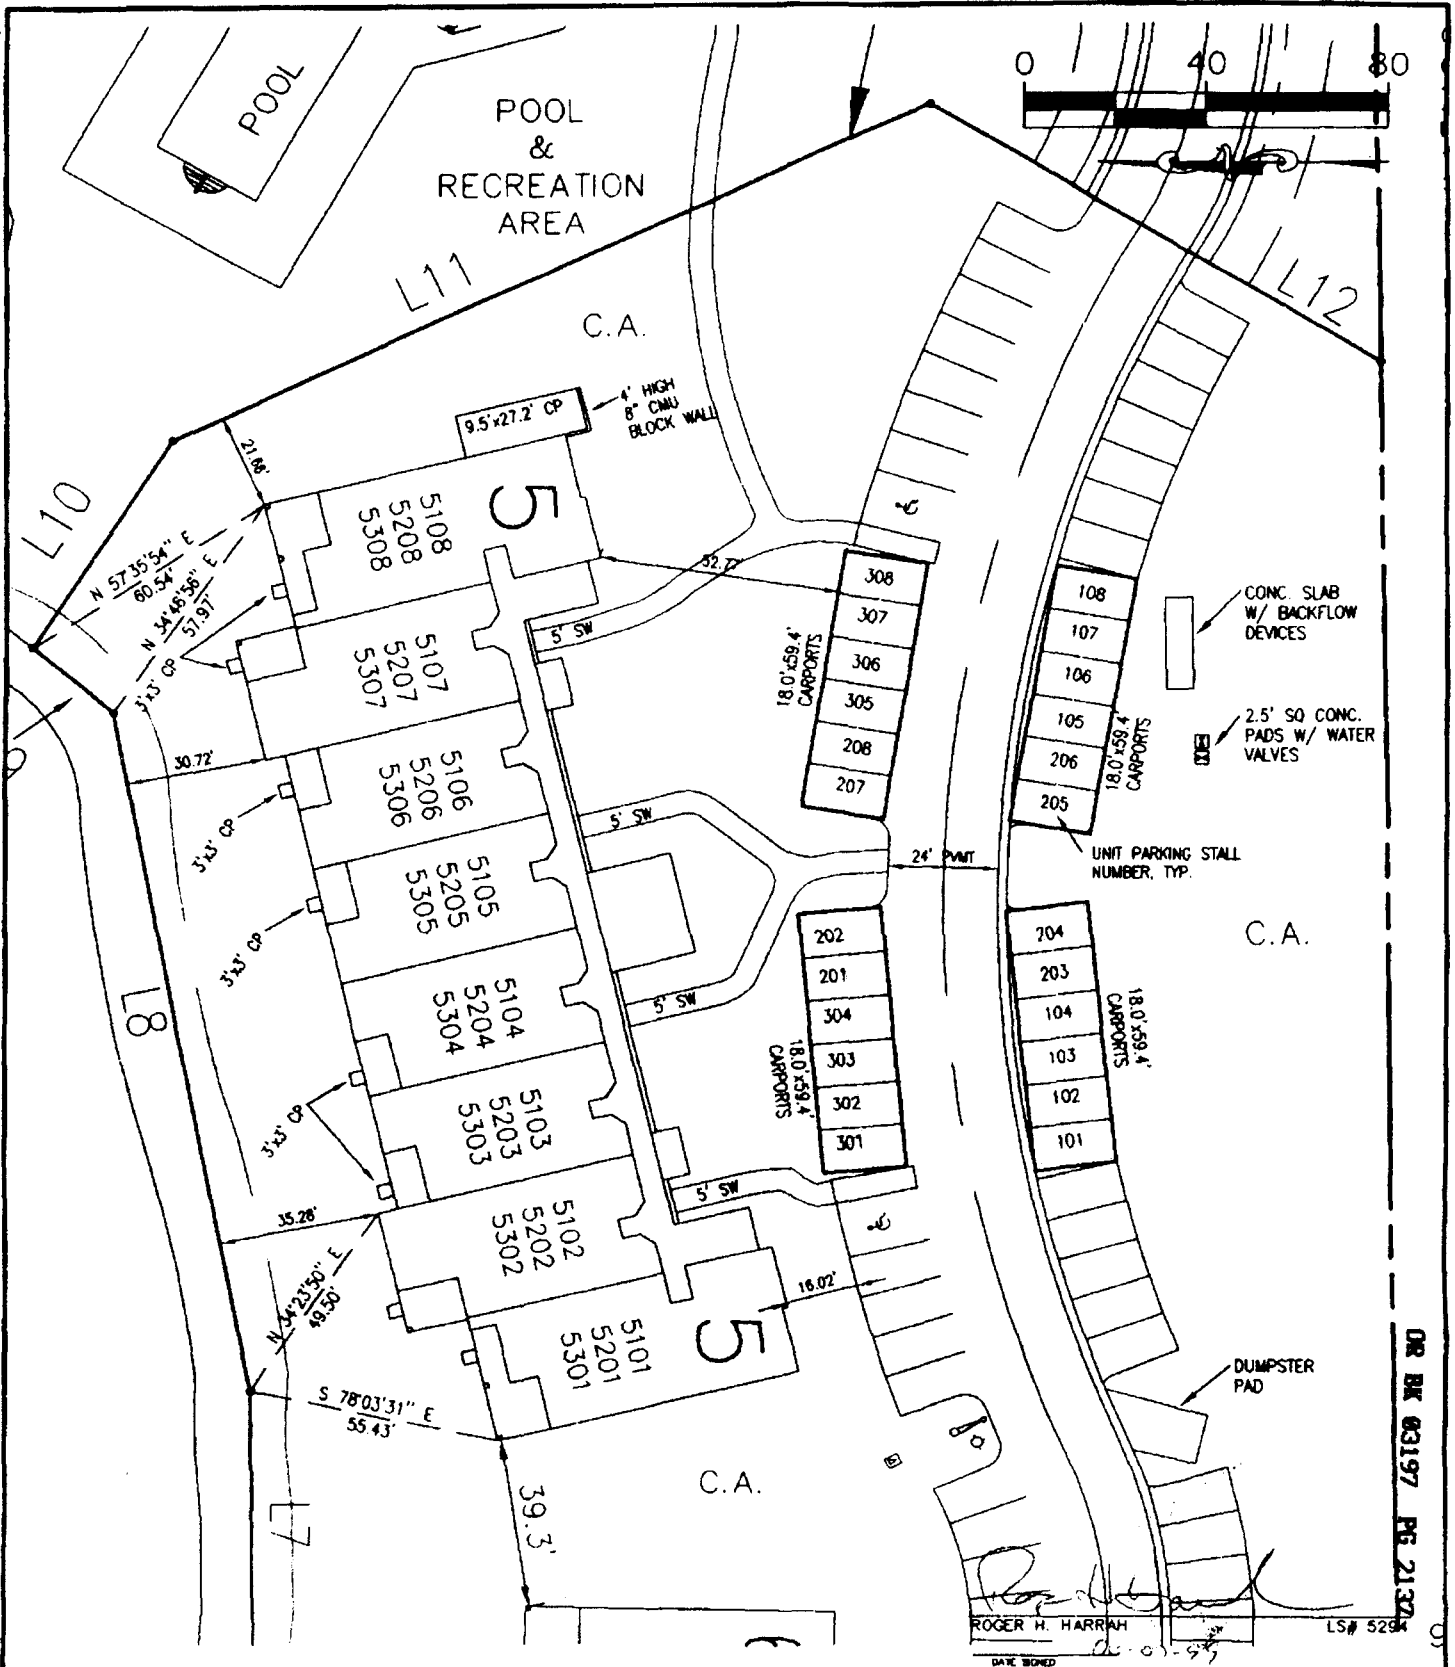 0 40 80
POOL
POOL
&
RECREATION
AREA
L11
L12
C.A.
4' HIGH
8" CMU
BLOCK WALL
9.5'x27.2' CP
21.66'
L10
N 57°35'54" E
60.54'
N 34°46'56" E
57.97'
3'x3' CP
5
5108
5208
5308
5107
5207
5307
5106
5206
5306
5105
5205
5305
5104
5204
5304
5103
5203
5303
5102
5202
5302
5101
5201
5301
5
52.77'
5' SW
5' SW
5' SW
5' SW
30.72'
3'x3' CP
3'x3' CP
3'x3' CP
L8
35.28'
N 34°23'50" E
49.50'
S 78°03'31" E
55.43'
L7
39.3'
16.02'
C.A.
308
307
306
305
208
207
18.0'x59.4'
CARPORTS
108
107
106
105
206
205
18.0'x59.4'
CARPORTS
CONC. SLAB
W/ BACKFLOW
DEVICES
2.5' SQ CONC.
PADS W/ WATER
VALVES
UNIT PARKING STALL
NUMBER, TYP.
24' PVMT
202
201
304
303
302
301
18.0'x59.4'
CARPORTS
204
203
104
103
102
101
18.0'x59.4'
CARPORTS
C.A.
DUMPSTER
PAD
OR BK 03197 PG 2132
ROGER H. HARRAH
LS# 5294
DATE SIGNED